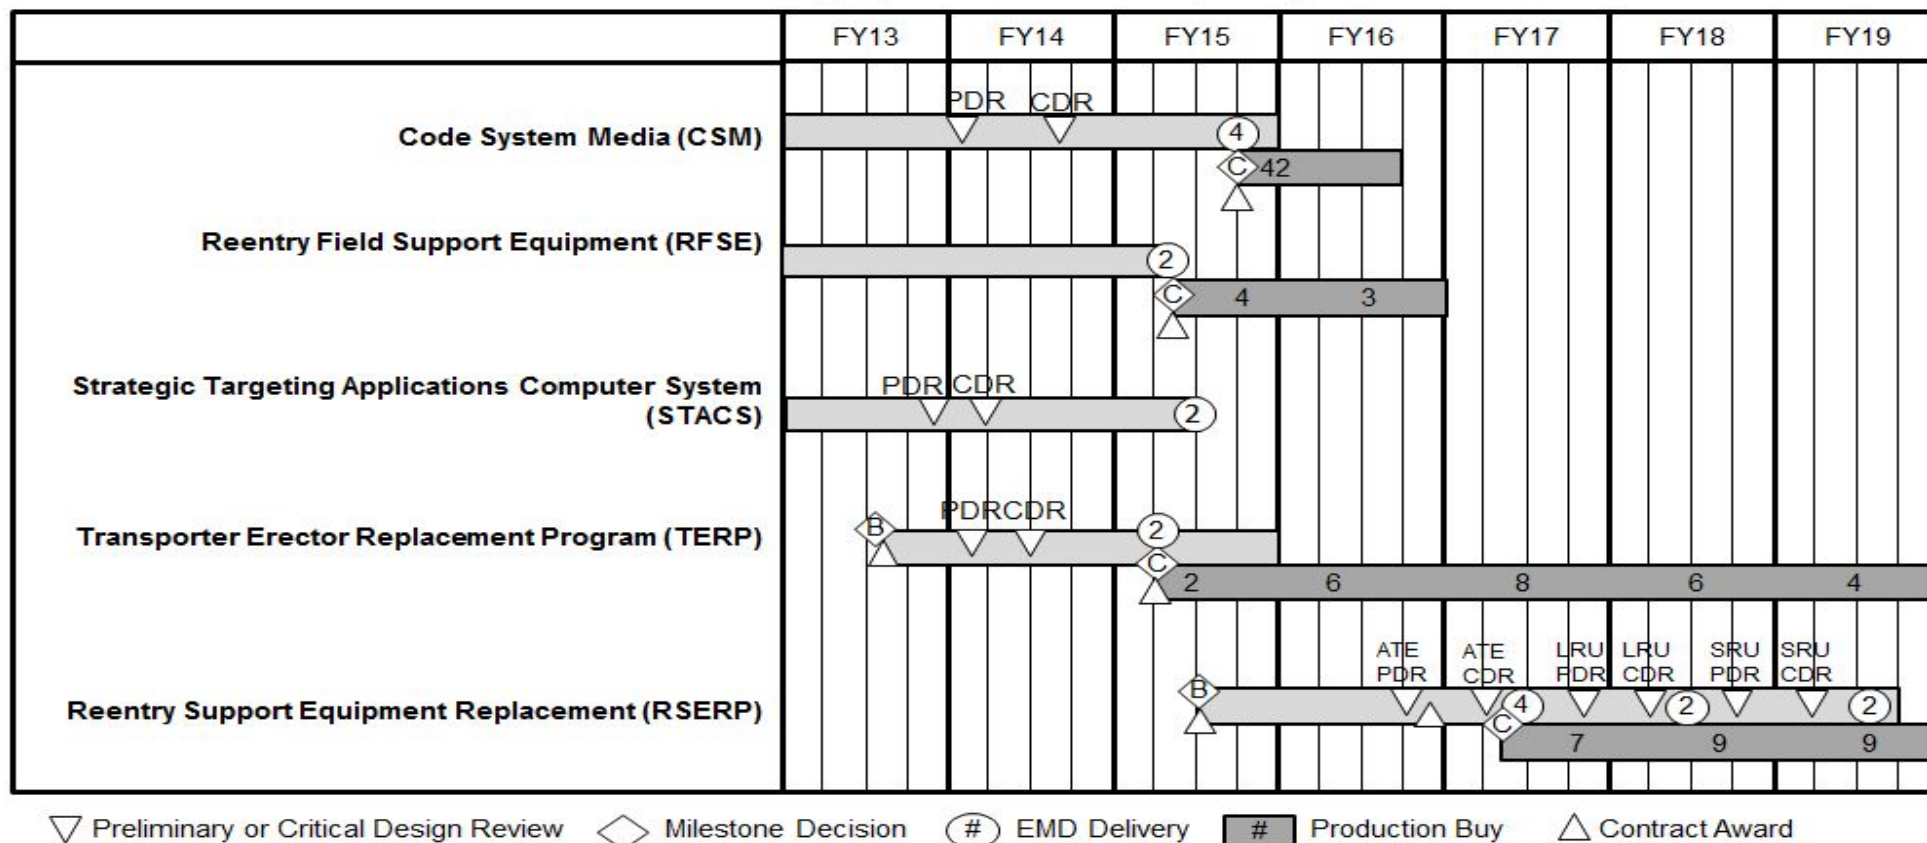 FY13 FY14 FY15 FY16 FY17 FY18 FY19
PDR CDR
Code System Media (CSM)
4
C 42
Reentry Field Support Equipment (RFSE)
2
C 4 3
Strategic Targeting Applications Computer System
(STACS)
PDR CDR
2
PDR CDR
Transporter Erector Replacement Program (TERP)
B 2
C 2 6 8 6 4
ATE PDR
ATE CDR
LRU PDR
LRU CDR
SRU PDR
SRU CDR
Reentry Support Equipment Replacement (RSERP)
B 4 2 2
C 7 9 9
Preliminary or Critical Design Review Milestone Decision # EMD Delivery # Production Buy Contract Award